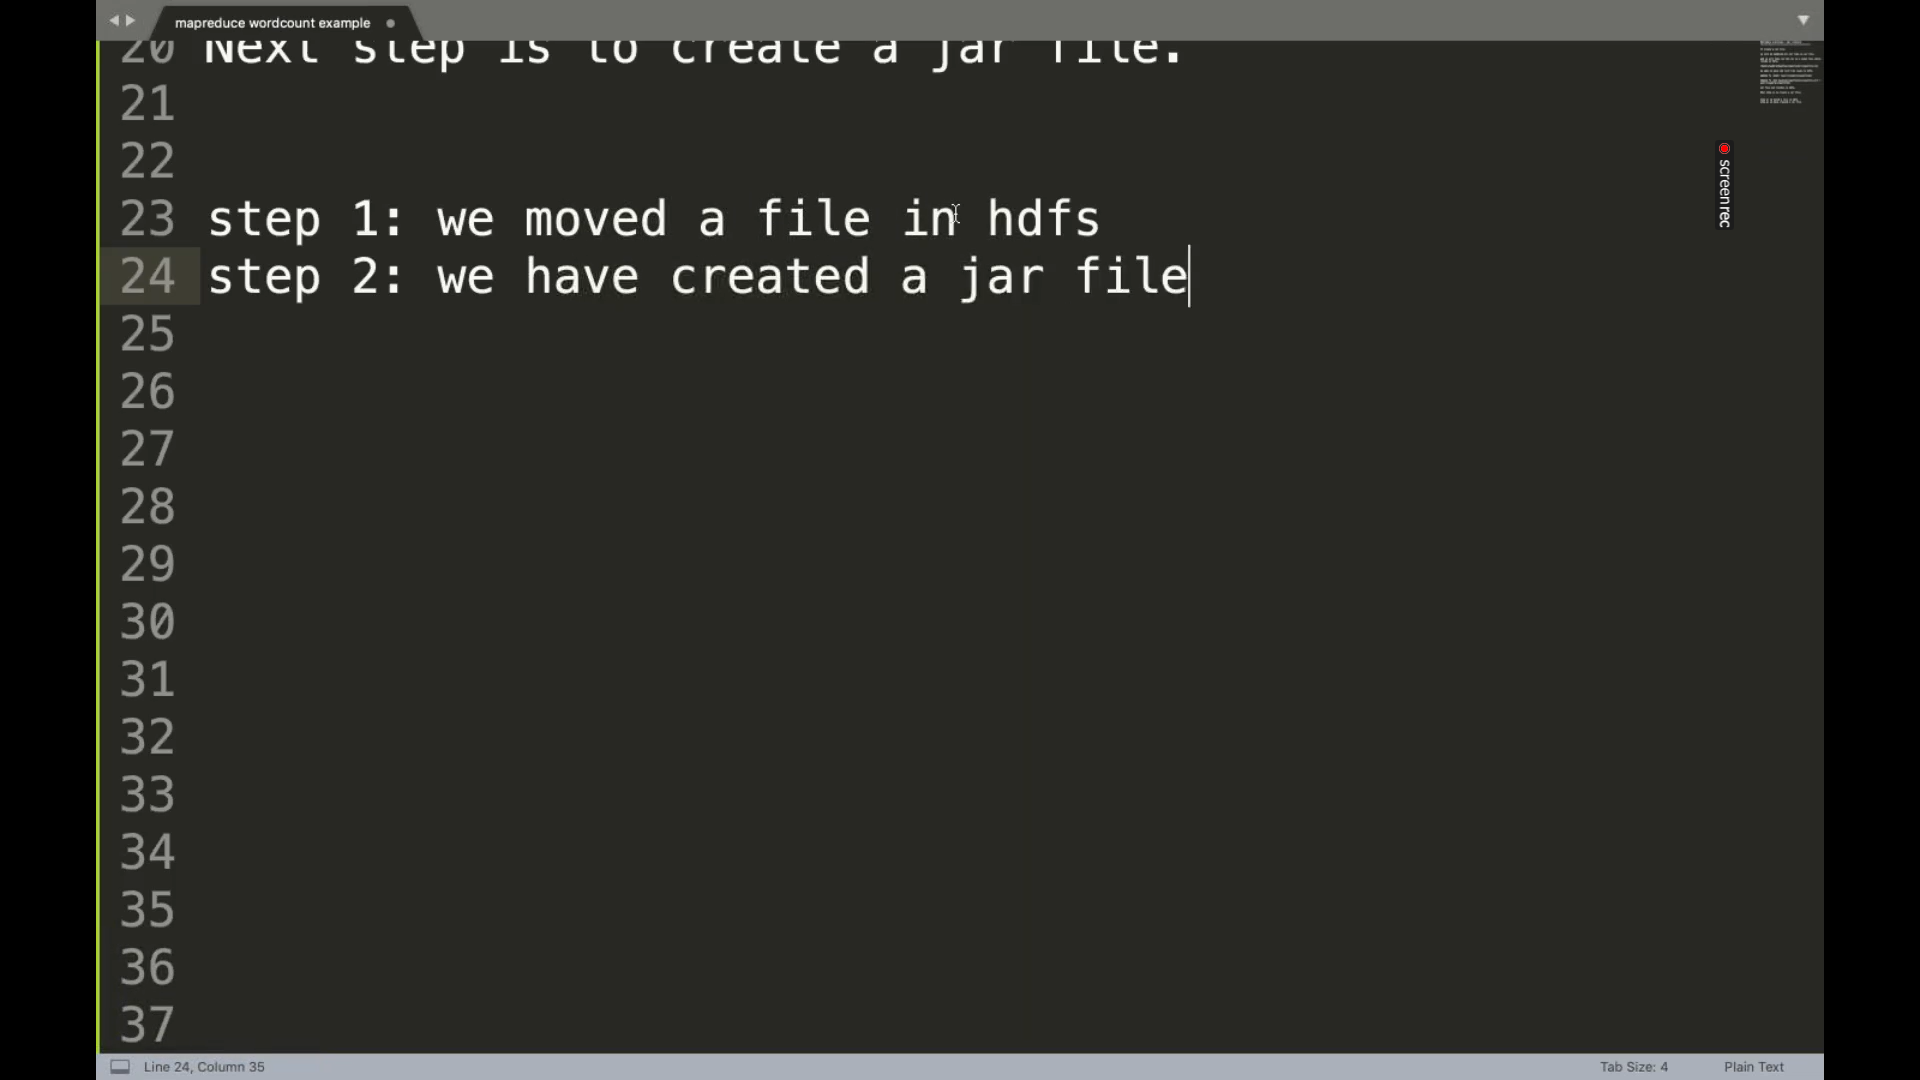 mapreduce wordcount example
20 Next step is to create a jar file.
21
22
23 step 1: we moved a file in hdfs
24 step 2: we have created a jar file
25
26
27
28
29
30
31
32
33
34
35
36
37
screenrec
Line 24, Column 35
Tab Size: 4
Plain Text